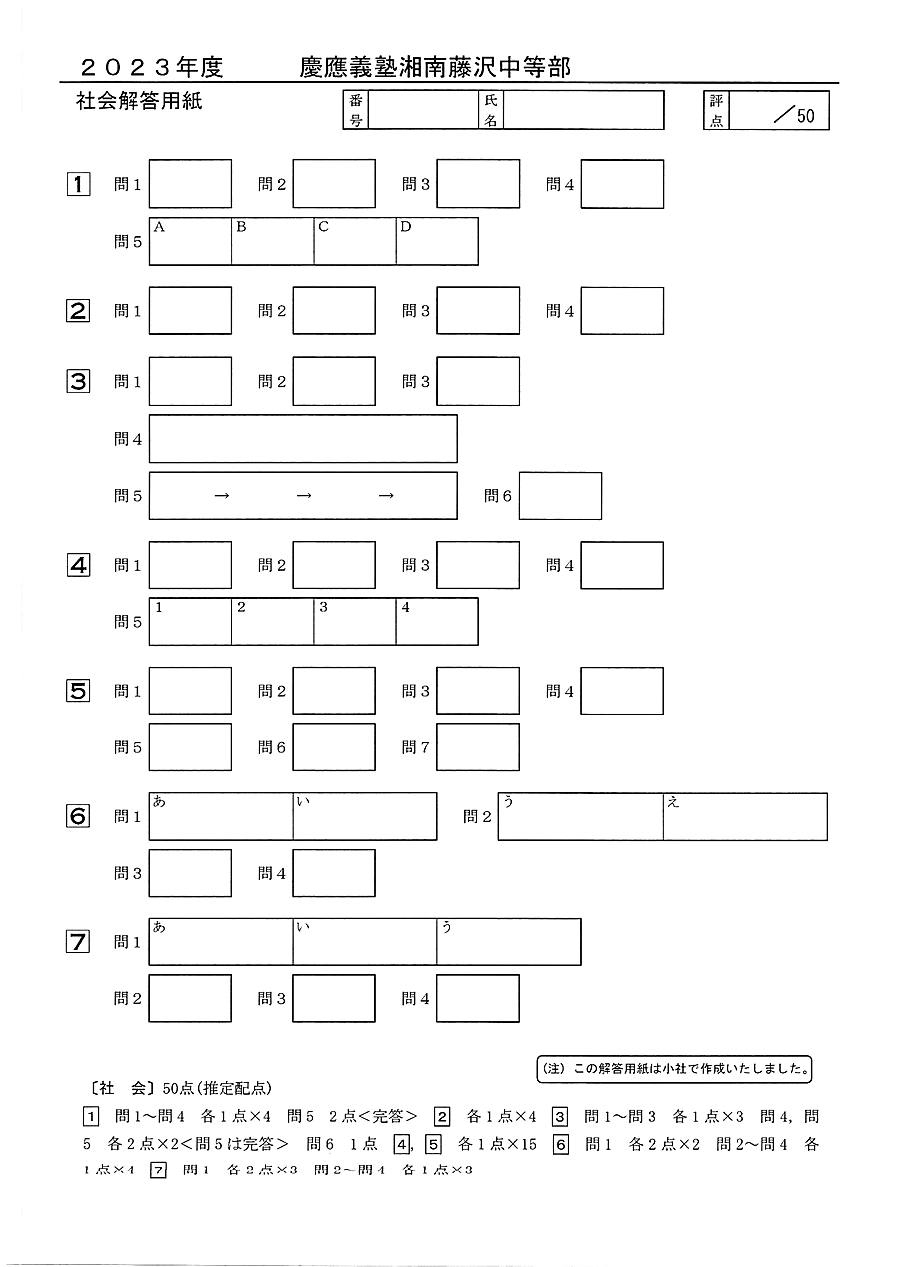 2023年度 慶應義塾湘南藤沢中等部
社会解答用紙 番号 氏名 評点 ／50
1 問1 問2 問3 問4
問5 A B C D
2 問1 問2 問3 問4
3 問1 問2 問3
問4
問5 → → → 問6
4 問1 問2 問3 問4
問5 1 2 3 4
5 問1 問2 問3 問4
問5 問6 問7
6 問1 あ い 問2 う え
問3 問4
7 問1 あ い う
問2 問3 問4
(注) この解答用紙は小社で作成いたしました。
〔社 会〕50点(推定配点)
1 問1～問4 各1点×4 問5 2点<完答> 2 各1点×4 3 問1～問3 各1点×3 問4, 問
5 各2点×2<問5は完答> 問6 1点 4, 5 各1点×15 6 問1 各2点×2 問2～問4 各
1点×4 7 問1 各2点×3 問2～問4 各1点×3